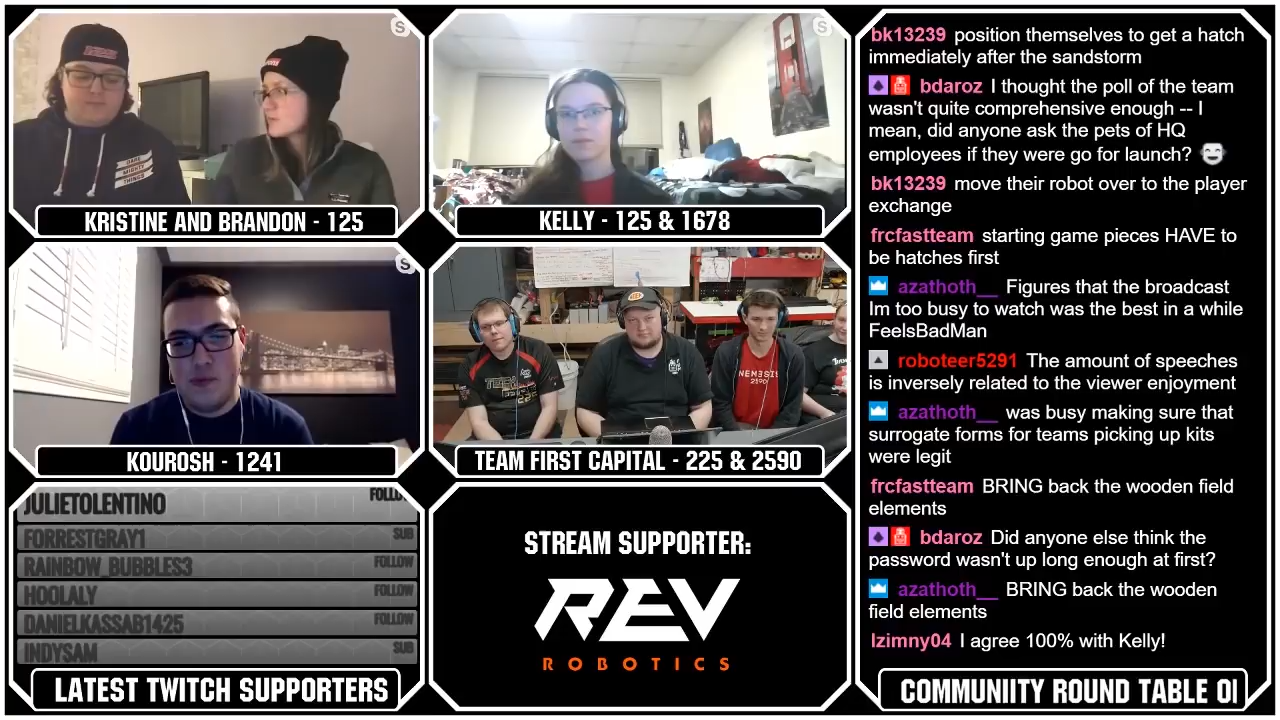 KRISTINE AND BRANDON - 125
S
KELLY - 125 & 1678
S
KOUROSH - 1241
NEMESIS
2590
TEAM FIRST CAPITAL - 225 & 2590
JULIETOLENTINO FOLLOW
FORRESTGRAY1 SUB
RAINBOW_BUBBLES3 FOLLOW
HOOLALY FOLLOW
DANIELKASSAB1425 FOLLOW
INDYSAM SUB
LATEST TWITCH SUPPORTERS
STREAM SUPPORTER:
REV
ROBOTICS
bk13239 position themselves to get a hatch
immediately after the sandstorm
bdaroz I thought the poll of the team
wasn't quite comprehensive enough -- I
mean, did anyone ask the pets of HQ
employees if they were go for launch?
bk13239 move their robot over to the player
exchange
frcfastteam starting game pieces HAVE to
be hatches first
azathoth__ Figures that the broadcast
Im too busy to watch was the best in a while
FeelsBadMan
roboteer5291 The amount of speeches
is inversely related to the viewer enjoyment
azathoth__ was busy making sure that
surrogate forms for teams picking up kits
were legit
frcfastteam BRING back the wooden field
elements
bdaroz Did anyone else think the
password wasn't up long enough at first?
azathoth__ BRING back the wooden
field elements
lzimny04 I agree 100% with Kelly!
COMMUNIITY ROUND TABLE 01